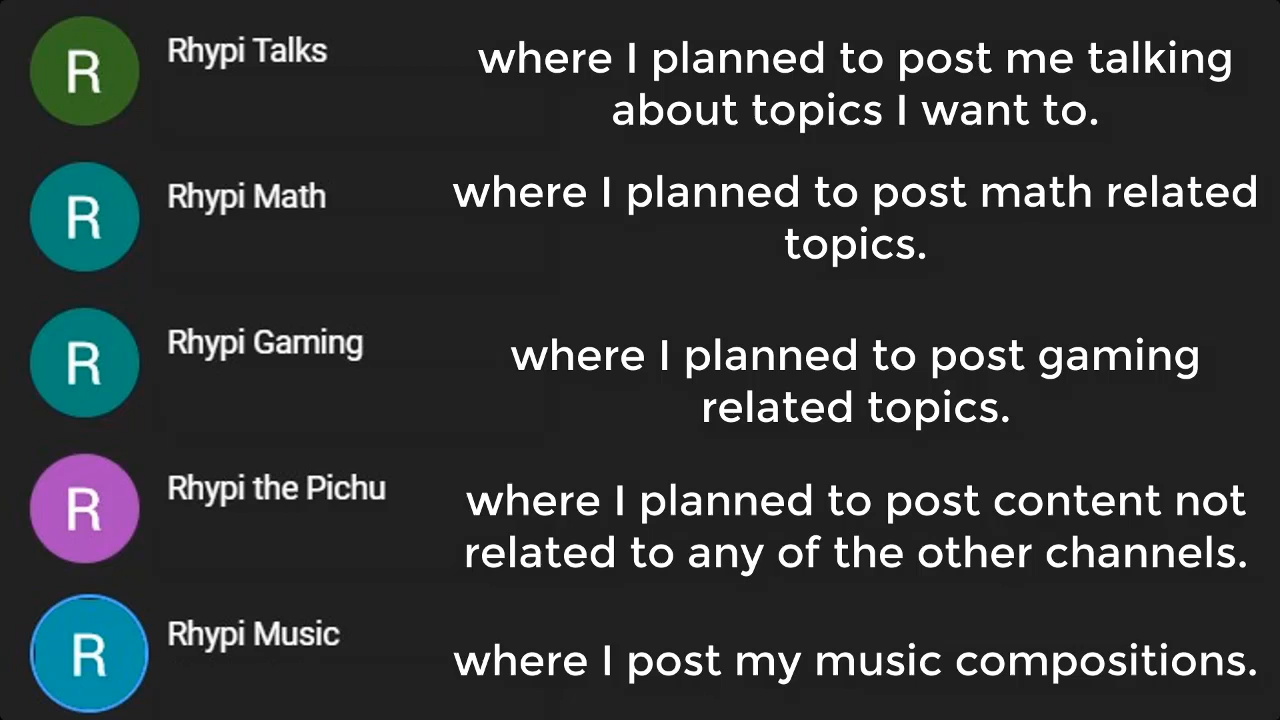 R
Rhypi Talks
where I planned to post me talking
about topics I want to.
R
Rhypi Math
where I planned to post math related
topics.
R
Rhypi Gaming
where I planned to post gaming
related topics.
R
Rhypi the Pichu
where I planned to post content not
related to any of the other channels.
R
Rhypi Music
where I post my music compositions.